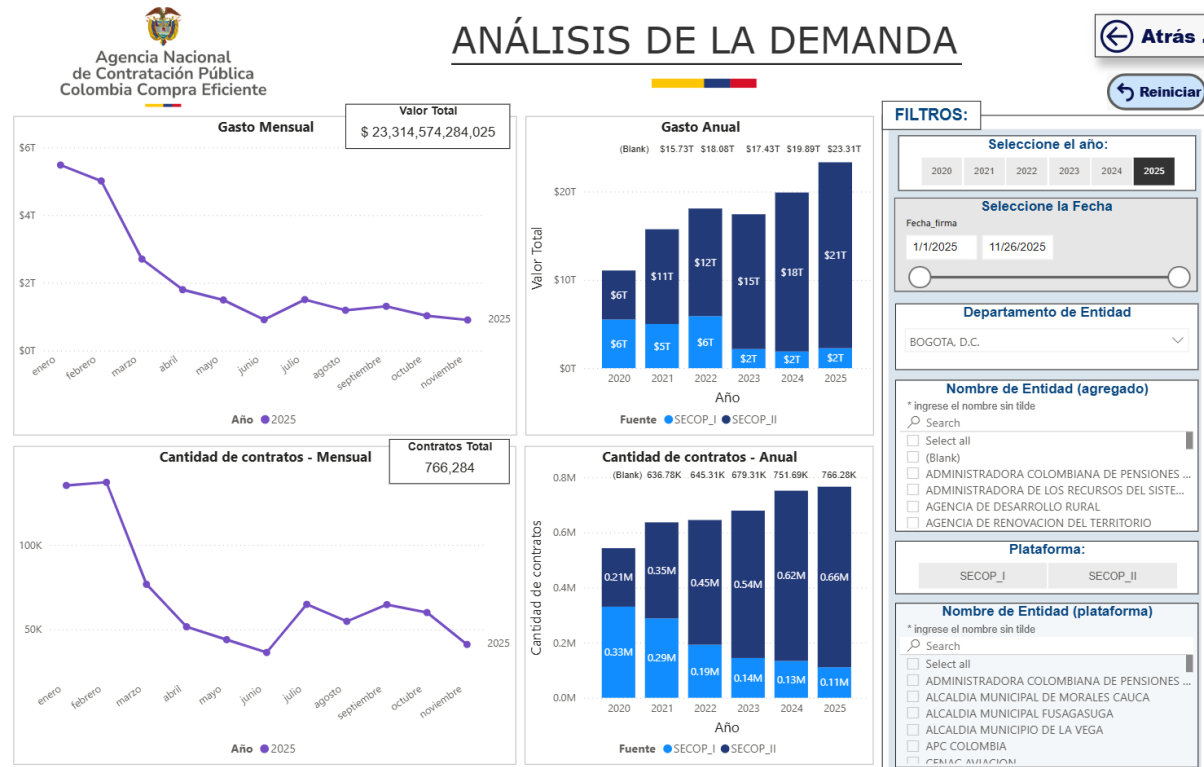 Agencia Nacional
de Contratación Pública
Colombia Compra Eficiente
ANÁLISIS DE LA DEMANDA
Atrás
Reiniciar
Gasto Mensual
Valor Total
$ 23,314,574,284,025
$6T
$4T
$2T
$0T
enero
febrero
marzo
abril
mayo
junio
julio
agosto
septiembre
octubre
noviembre
2025
Año 2025
Gasto Anual
(Blank) $15.73T $18.08T $17.43T $19.89T $23.31T
Valor Total
$20T
$10T
$0T
$6T $11T $12T $15T $18T $21T
$6T $5T $6T $2T $2T $2T
2020 2021 2022 2023 2024 2025
Año
Fuente SECOP_I SECOP_II
Cantidad de contratos - Mensual
Contratos Total
766,284
100K
50K
enero
febrero
marzo
abril
mayo
junio
julio
agosto
septiembre
octubre
noviembre
2025
Año 2025
Cantidad de contratos - Anual
(Blank) 636.78K 645.31K 679.31K 751.69K 766.28K
Cantidad de contratos
0.8M
0.6M
0.4M
0.2M
0.0M
0.21M 0.35M 0.45M 0.54M 0.62M 0.66M
0.33M 0.29M 0.19M 0.14M 0.13M 0.11M
2020 2021 2022 2023 2024 2025
Año
Fuente SECOP_I SECOP_II
FILTROS:
Seleccione el año:
2020 2021 2022 2023 2024 2025
Seleccione la Fecha
Fecha_firma
1/1/2025 11/26/2025
Departamento de Entidad
BOGOTA, D.C.
Nombre de Entidad (agregado)
* ingrese el nombre sin tilde
Search
Select all
(Blank)
ADMINISTRADORA COLOMBIANA DE PENSIONES ...
ADMINISTRADORA DE LOS RECURSOS DEL SISTE...
AGENCIA DE DESARROLLO RURAL
AGENCIA DE RENOVACION DEL TERRITORIO
Plataforma:
SECOP_I SECOP_II
Nombre de Entidad (plataforma)
* ingrese el nombre sin tilde
Search
Select all
ADMINISTRADORA COLOMBIANA DE PENSIONES ...
ALCALDIA MUNICIPAL DE MORALES CAUCA
ALCALDIA MUNICIPAL FUSAGASUGA
ALCALDIA MUNICIPIO DE LA VEGA
APC COLOMBIA
CENAC AVIACION